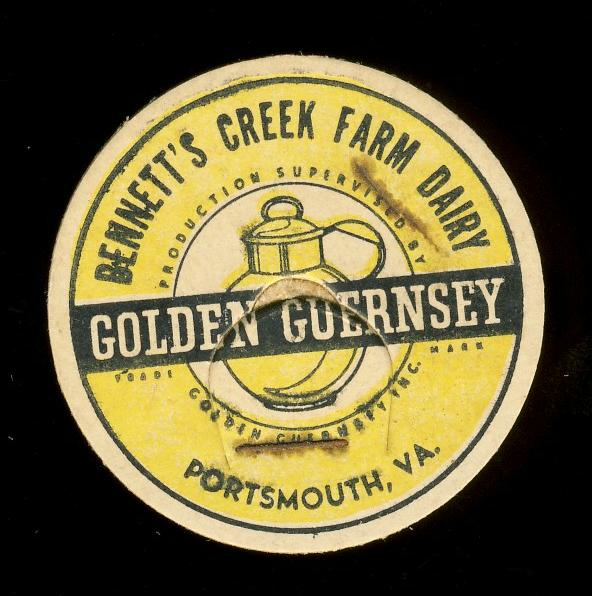 BENNETT'S CREEK FARM DAIRY
PRODUCTION SUPERVISED BY
GOLDEN GUERNSEY
TRADE MARK
GOLDEN GUERNSEY INC.
PORTSMOUTH, VA.